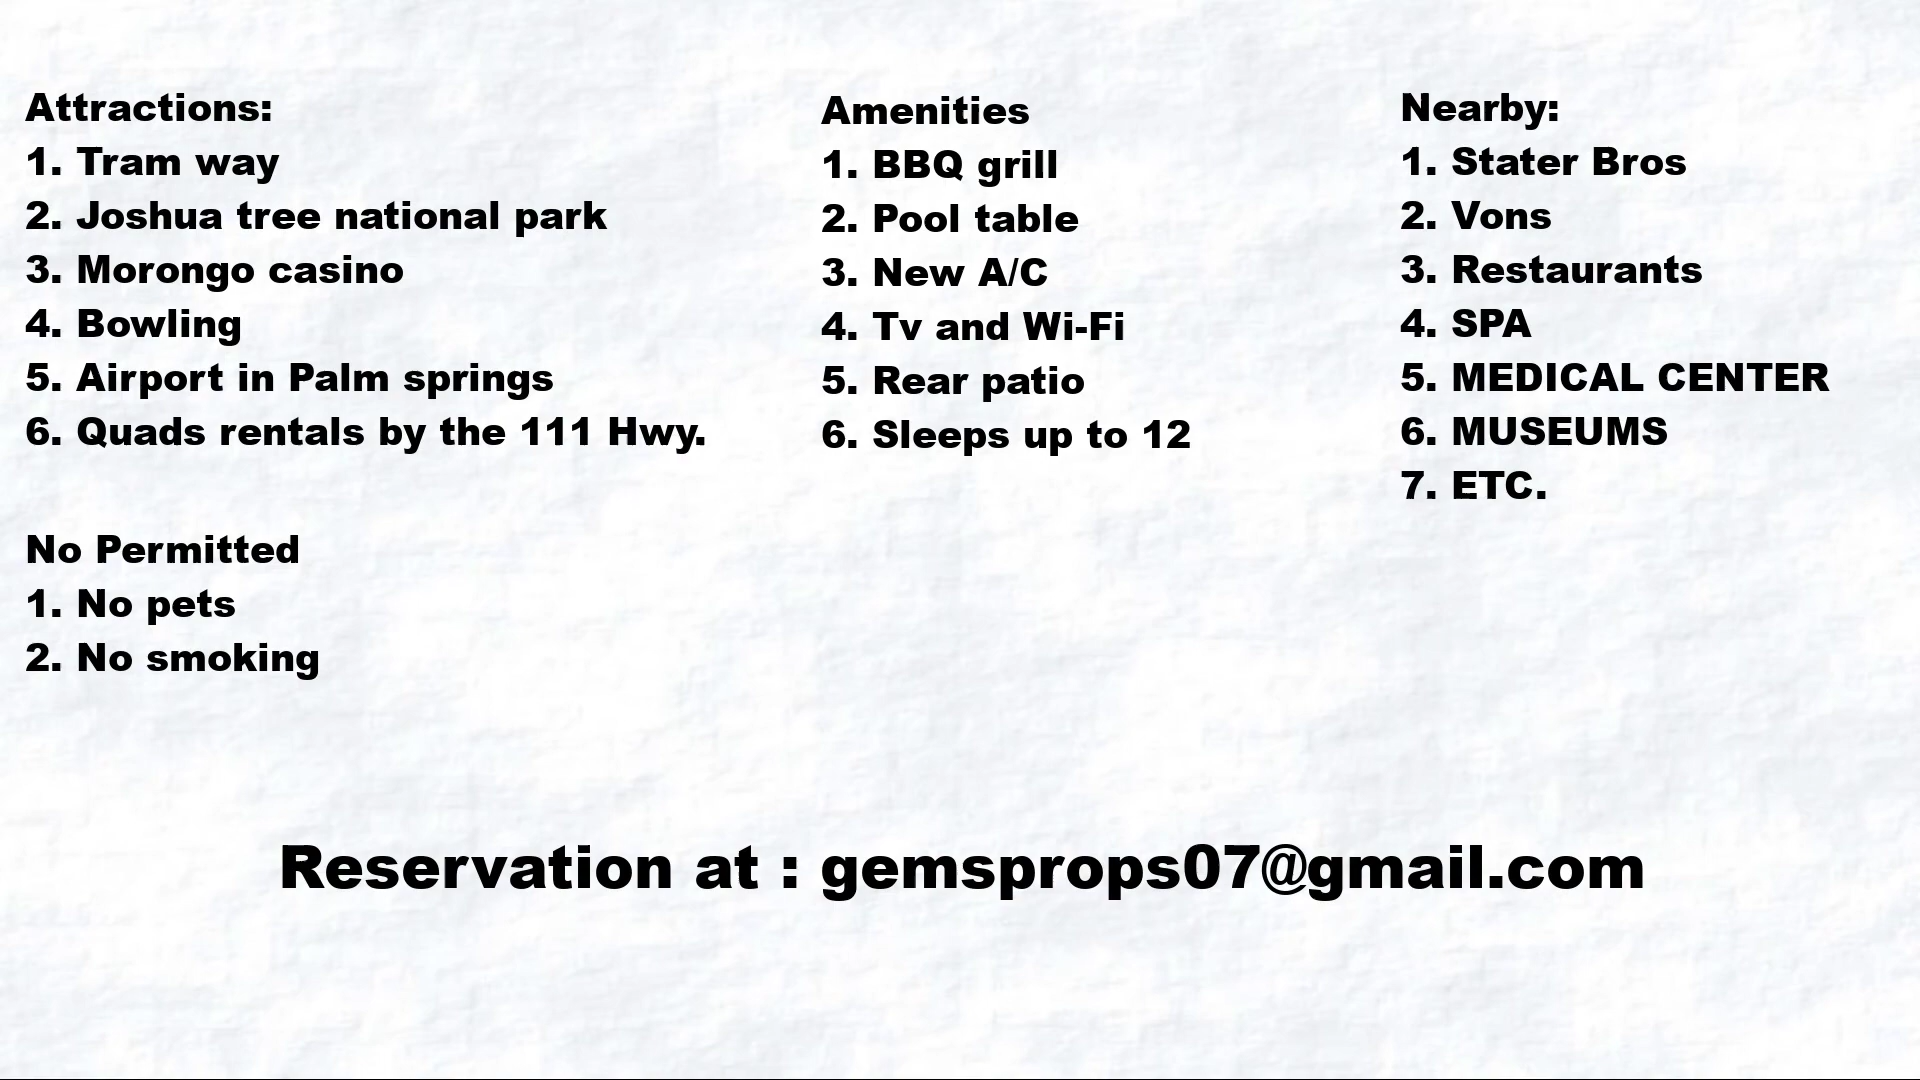 Attractions:
1. Tram way
2. Joshua tree national park
3. Morongo casino
4. Bowling
5. Airport in Palm springs
6. Quads rentals by the 111 Hwy.
No Permitted
1. No pets
2. No smoking
Amenities
1. BBQ grill
2. Pool table
3. New A/C
4. Tv and Wi-Fi
5. Rear patio
6. Sleeps up to 12
Nearby:
1. Stater Bros
2. Vons
3. Restaurants
4. SPA
5. MEDICAL CENTER
6. MUSEUMS
7. ETC.
Reservation at : gemsprops07@gmail.com